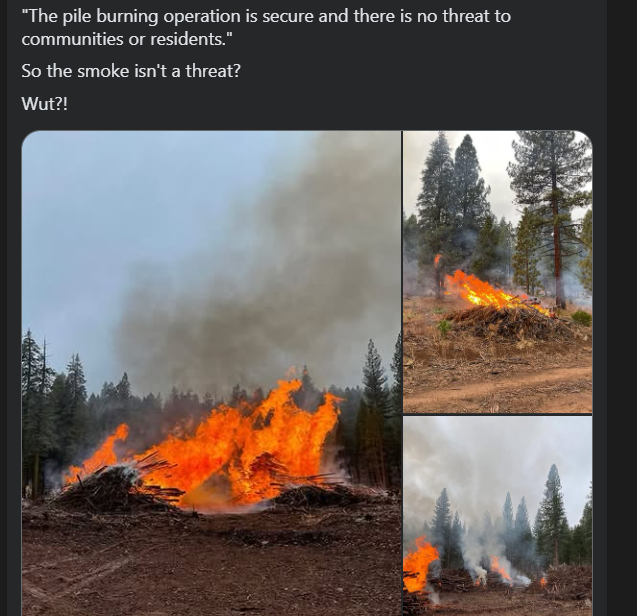 "The pile burning operation is secure and there is no threat to
communities or residents."
So the smoke isn't a threat?
Wut?!